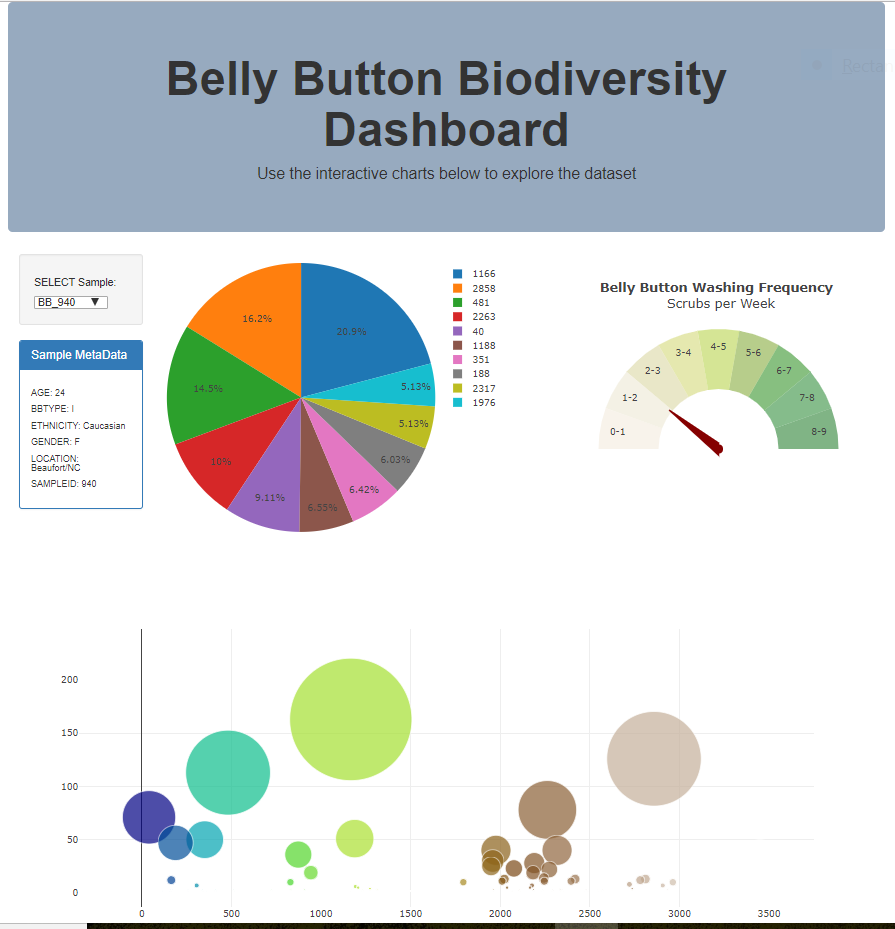 Belly Button Biodiversity
Dashboard
Use the interactive charts below to explore the dataset
SELECT Sample:
BB_940
Sample MetaData
AGE: 24
BBTYPE: I
ETHNICITY: Caucasian
GENDER: F
LOCATION:
Beaufort/NC
SAMPLEID: 940
20.9%
16.2%
14.5%
10%
9.11%
6.55%
6.42%
6.03%
5.13%
5.13%
1166
2858
481
2263
40
1188
351
188
2317
1976
Belly Button Washing Frequency
Scrubs per Week
0-1
1-2
2-3
3-4
4-5
5-6
6-7
7-8
8-9
200
150
100
50
0
0
500
1000
1500
2000
2500
3000
3500